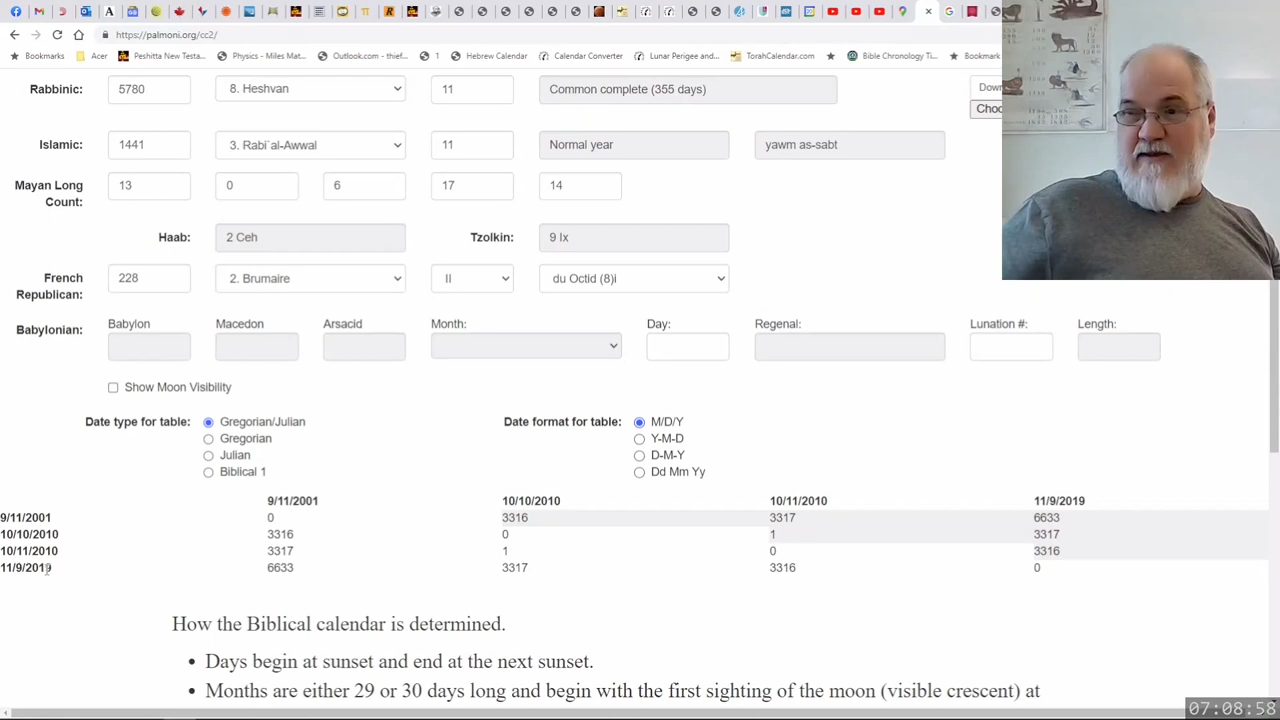 https://palmoni.org/cc2/
Bookmarks Acer Peshitta New Testa... Physics - Miles Mat... Outlook.com - thief... 1 Hebrew Calendar Calendar Converter Lunar Perigee and... TorahCalendar.com Bible Chronology Ti... Bookmark
Rabbinic: 5780 8. Heshvan 11 Common complete (355 days) Dow
Choo
Islamic: 1441 3. Rabi`al-Awwal 11 Normal year yawm as-sabt
Mayan Long 13 0 6 17 14
Count:
Haab: 2 Ceh Tzolkin: 9 Ix
French 228 2. Brumaire II du Octid (8)i
Republican:
Babylon Macedon Arsacid Month: Day: Regenal: Lunation #: Length:
Babylonian:
Show Moon Visibility
Date type for table: Gregorian/Julian Date format for table: M/D/Y
Gregorian Y-M-D
Julian D-M-Y
Biblical 1 Dd Mm Yy
9/11/2001 10/10/2010 10/11/2010 11/9/2019
9/11/2001 0 3316 3317 6633
10/10/2010 3316 0 1 3317
10/11/2010 3317 1 0 3316
11/9/2019 6633 3317 3316 0
How the Biblical calendar is determined.
• Days begin at sunset and end at the next sunset.
• Months are either 29 or 30 days long and begin with the first sighting of the moon (visible crescent) at
07:08:58